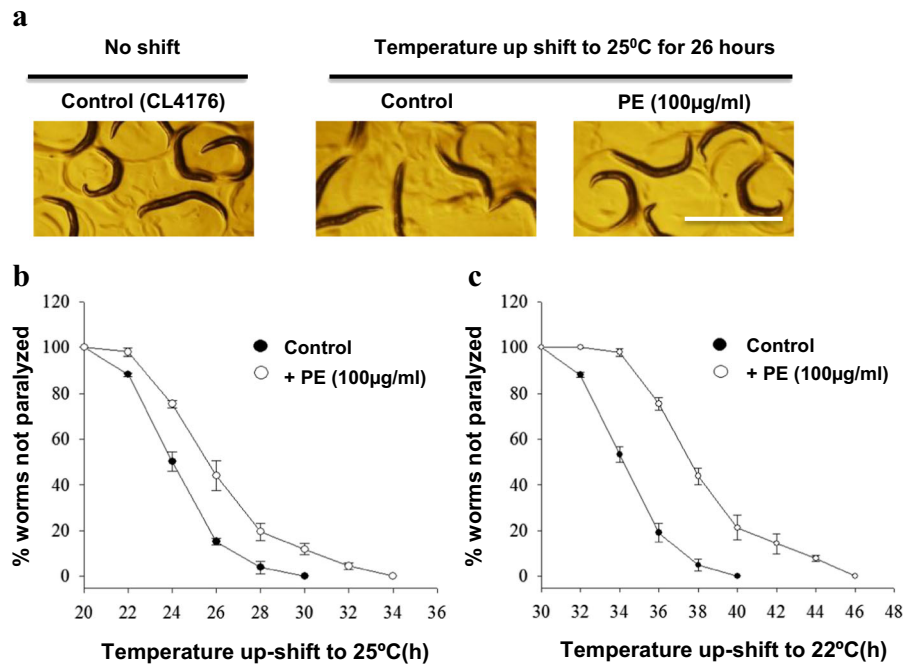 a
No shift
Temperature up shift to 25⁰C for 26 hours
Control (CL4176)
Control
PE (100µg/ml)
b
% worms not paralyzed
120
100
80
60
40
20
0
Control
+ PE (100µg/ml)
20 22 24 26 28 30 32 34 36
Temperature up-shift to 25ºC(h)
c
% worms not paralyzed
120
100
80
60
40
20
0
Control
+ PE (100µg/ml)
30 32 34 36 38 40 42 44 46 48
Temperature up-shift to 22ºC(h)